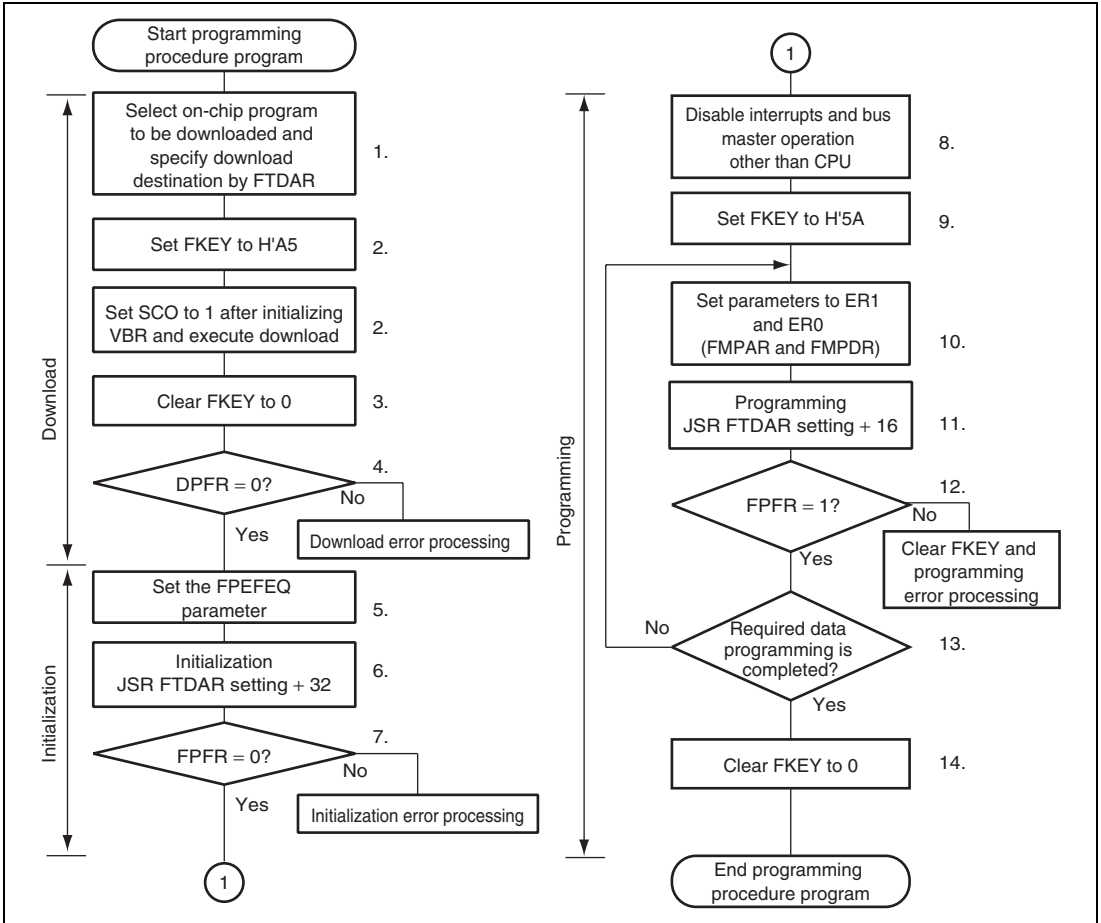 Start programming
procedure program
Download
Select on-chip program
to be downloaded and
specify download
destination by FTDAR
1.
Set FKEY to H'A5
2.
Set SCO to 1 after initializing
VBR and execute download
2.
Clear FKEY to 0
3.
DPFR = 0?
4.
No
Yes
Download error processing
Initialization
Set the FPEFEQ
parameter
5.
Initialization
JSR FTDAR setting + 32
6.
FPFR = 0?
7.
No
Yes
Initialization error processing
1
1
Programming
Disable interrupts and bus
master operation
other than CPU
8.
Set FKEY to H'5A
9.
Set parameters to ER1
and ER0
(FMPAR and FMPDR)
10.
Programming
JSR FTDAR setting + 16
11.
FPFR = 1?
12.
No
Yes
Clear FKEY and
programming
error processing
No
Required data
programming is
completed?
13.
Yes
Clear FKEY to 0
14.
End programming
procedure program